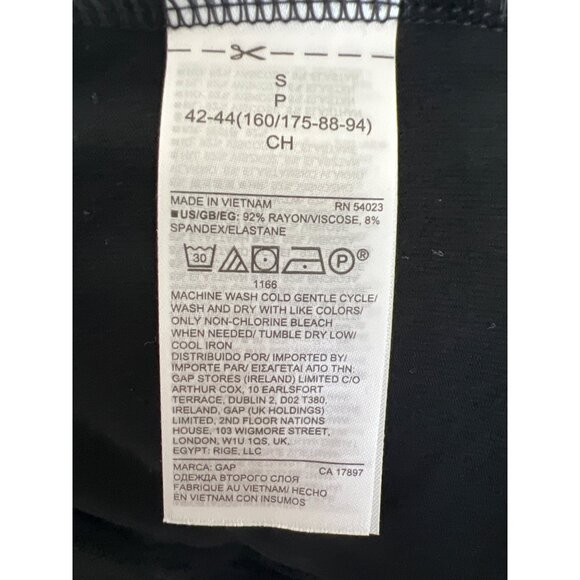 S
P
42-44(160/175-88-94)
CH
MADE IN VIETNAM RN 54023
■US/GB/EG: 92% RAYON/VISCOSE, 8%
SPANDEX/ELASTANE
30 P®
1166
MACHINE WASH COLD GENTLE CYCLE/
WASH AND DRY WITH LIKE COLORS/
ONLY NON-CHLORINE BLEACH
WHEN NEEDED/ TUMBLE DRY LOW/
COOL IRON
DISTRIBUIDO POR/ IMPORTED BY/
IMPORTE PAR/ ΕΙΣΑΓΕΤΑΙ ΑΠΟ ΤΗΝ:
GAP STORES (IRELAND) LIMITED C/O
ARTHUR COX, 10 EARLSFORT
TERRACE, DUBLIN 2, D02 T380,
IRELAND, GAP (UK HOLDINGS)
LIMITED, 2ND FLOOR NATIONS
HOUSE, 103 WIGMORE STREET,
LONDON, W1U 1QS, UK.
EGYPT: RIGE, LLC
MARCA: GAP CA 17897
ОДЕЖДА ВТОРОГО СЛОЯ
FABRIQUE AU VIETNAM/ HECHO
EN VIETNAM CON INSUMOS